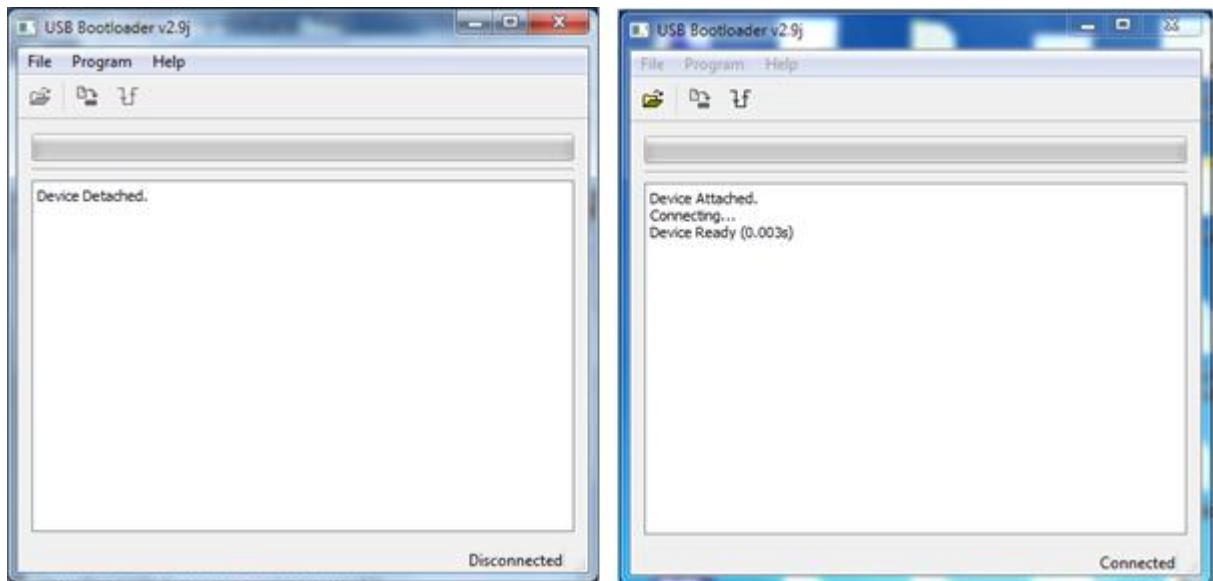 USB Bootloader v2.9j
File Program Help
Device Detached.
Disconnected
USB Bootloader v2.9j
File Program Help
Device Attached.
Connecting...
Device Ready (0.003s)
Connected